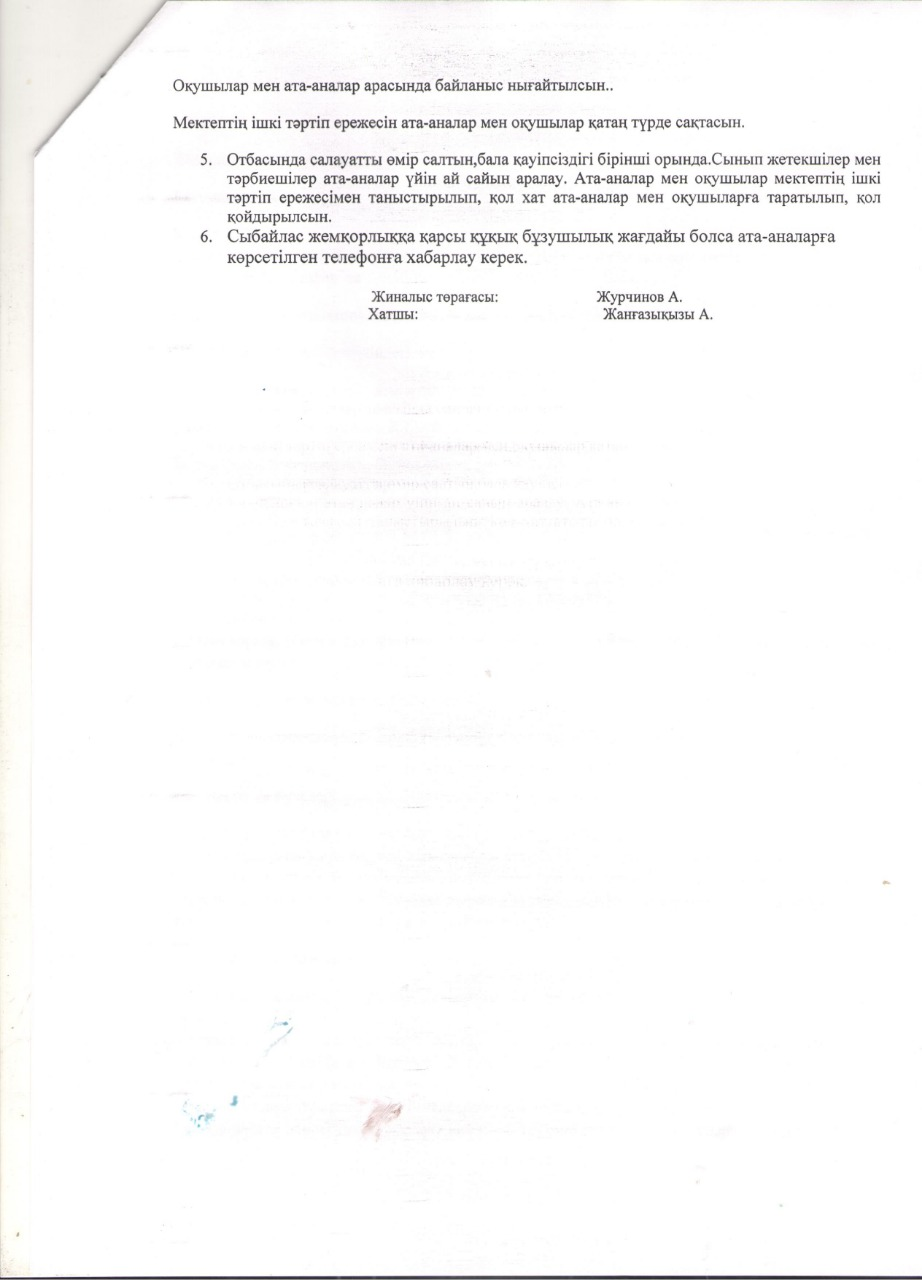 Оқушылар мен ата-аналар арасында байланыс нығайтылсын..
Мектептің ішкі тәртіп ережесін ата-аналар мен оқушылар қатаң түрде сақтасын.
5. Отбасында салауатты өмір салтын,бала қауіпсіздігі бірінші орында.Сынып жетекшілер мен
тәрбиешілер ата-аналар үйін ай сайын аралау. Ата-аналар мен оқушылар мектептің ішкі
тәртіп ережесімен таныстырылып, қол хат ата-аналар мен оқушыларға таратылып, қол
қойдырылсын.
6. Сыбайлас жемқорлыққа қарсы құқық бұзушылық жағдайы болса ата-аналарға
көрсетілген телефонға хабарлау керек.
Жиналыс төрағасы: Журчинов А.
Хатшы: Жанғазықызы А.